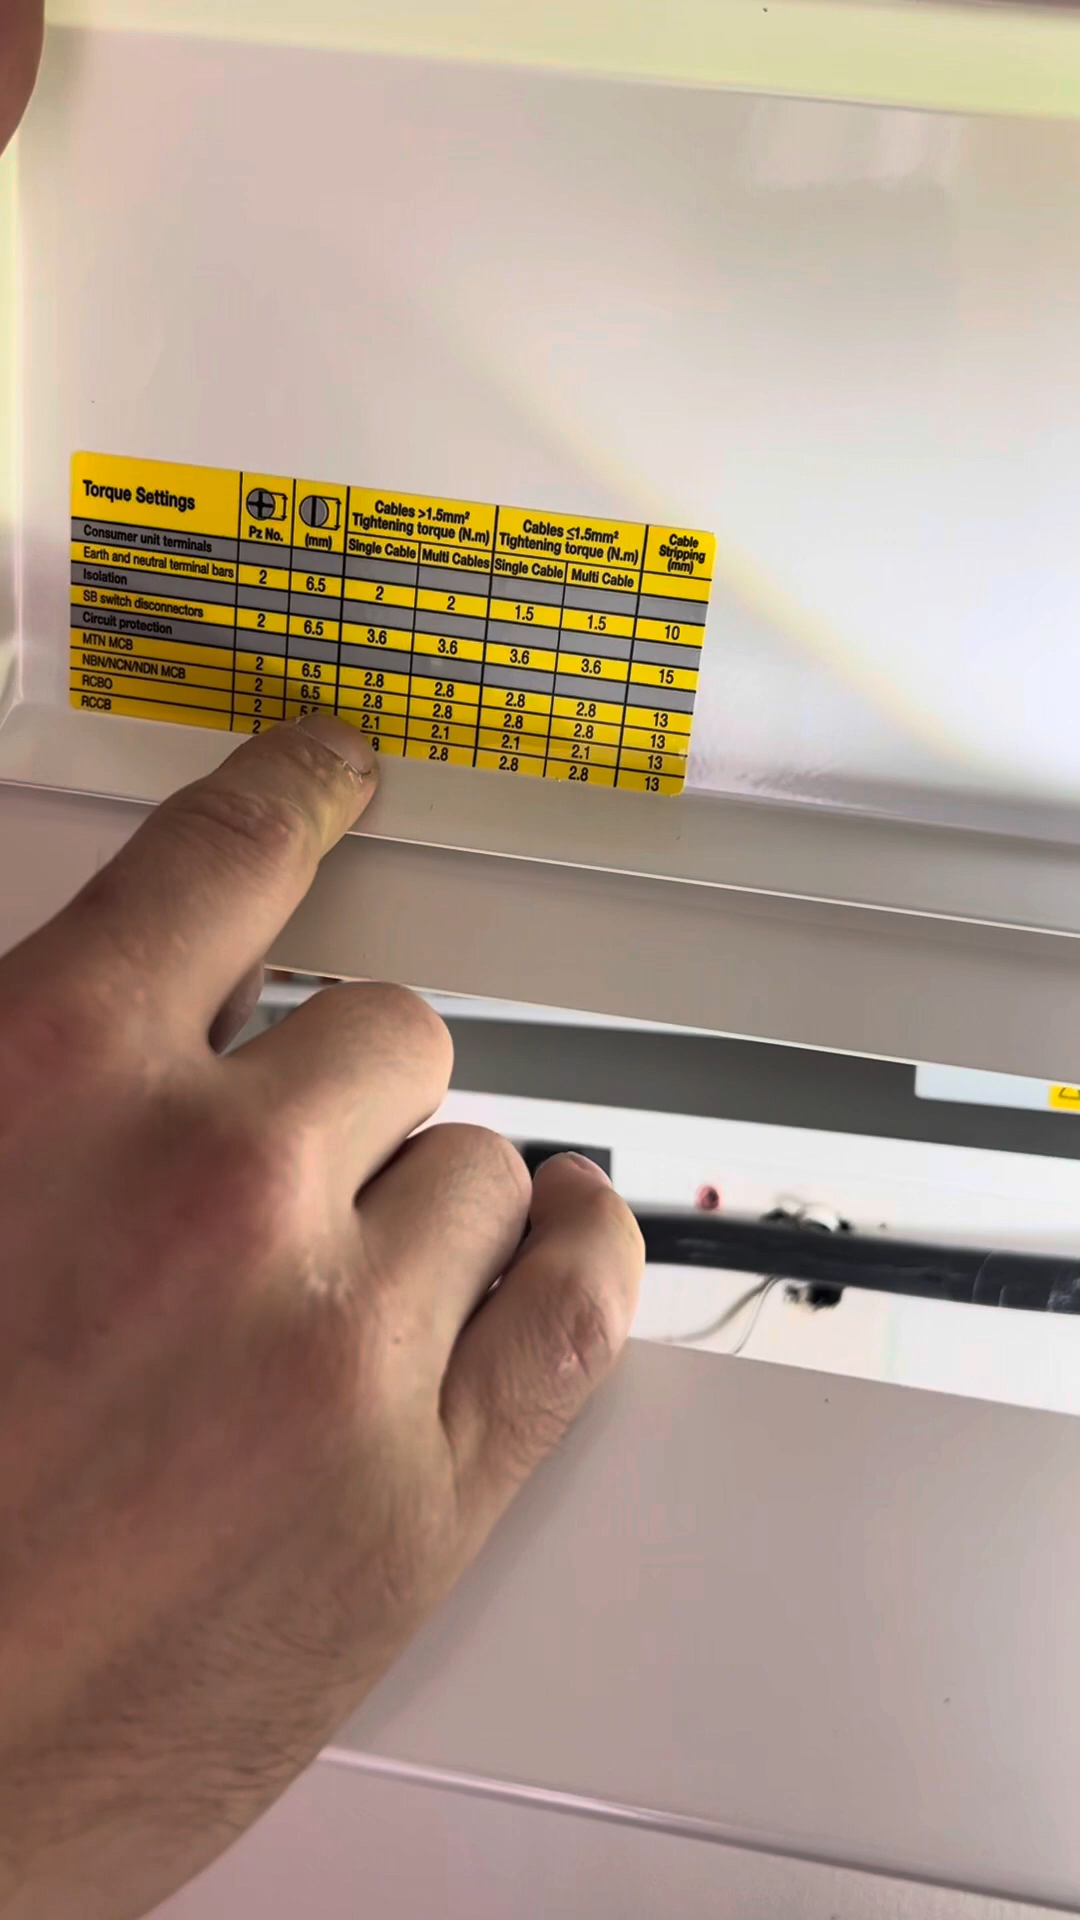 Torque Settings
Pz No.
(mm)
Cables >1.5mm²
Tightening torque (N.m)
Single Cable Multi Cables
Cables ≤1.5mm²
Tightening torque (N.m)
Single Cable Multi Cable
Cable
Stripping
(mm)
Consumer unit terminals
Earth and neutral terminal bars 2 6.5 2 2 1.5 1.5 10
Isolation
SB switch disconnectors 2 6.5 3.6 3.6 3.6 3.6 15
Circuit protection
MTN MCB 2 6.5 2.8 2.8 2.8 2.8 13
NBN/NCN/NDN MCB 2 6.5 2.8 2.8 2.8 2.8 13
RCBO 2 2.1 2.1 2.1 2.1 13
RCCB 2 2.8 2.8 2.8 13